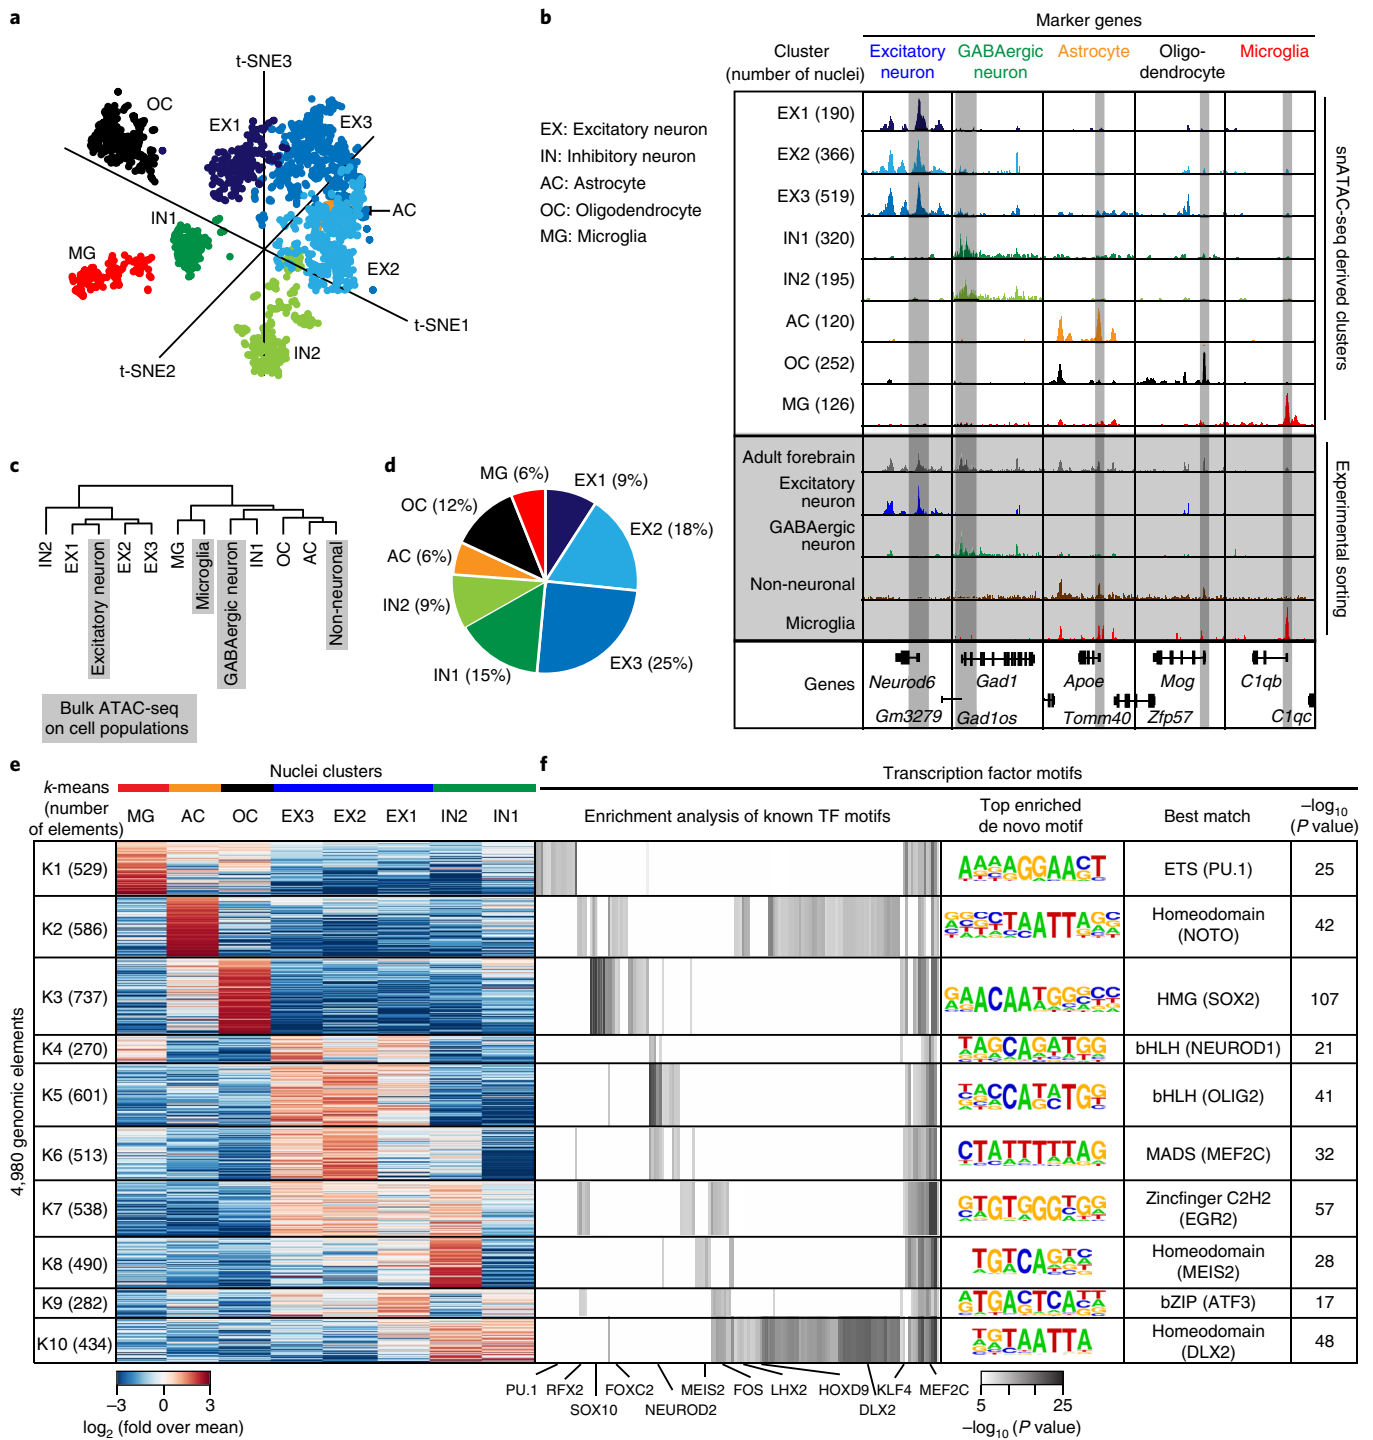 a
t-SNE3
OC
EX1
EX3
IN1
AC
MG
EX2
t-SNE1
t-SNE2
IN2
EX: Excitatory neuron
IN: Inhibitory neuron
AC: Astrocyte
OC: Oligodendrocyte
MG: Microglia
b
Marker genes
Cluster
(number of nuclei)
Excitatory
neuron
GABAergic
neuron
Astrocyte
Oligo-
dendrocyte
Microglia
EX1 (190)
EX2 (366)
EX3 (519)
IN1 (320)
IN2 (195)
AC (120)
OC (252)
MG (126)
snATAC-seq derived clusters
Adult forebrain
Excitatory
neuron
GABAergic
neuron
Non-neuronal
Microglia
Experimental sorting
Genes
Neurod6 Gad1 Apoe Mog C1qb
Gm3279 Gad1os Tomm40 Zfp57 C1qc
c
IN2
EX1
Excitatory neuron
EX2
EX3
MG
Microglia
GABAergic neuron
IN1
OC
AC
Non-neuronal
Bulk ATAC-seq
on cell populations
d
MG (6%)
EX1 (9%)
OC (12%)
EX2 (18%)
AC (6%)
IN2 (9%)
EX3 (25%)
IN1 (15%)
e
Nuclei clusters
k-means
(number
of elements)
MG AC OC EX3 EX2 EX1 IN2 IN1
4,980 genomic elements
K1 (529)
K2 (586)
K3 (737)
K4 (270)
K5 (601)
K6 (513)
K7 (538)
K8 (490)
K9 (282)
K10 (434)
−3 0 3
log2 (fold over mean)
f
Transcription factor motifs
Enrichment analysis of known TF motifs
Top enriched
de novo motif
Best match
−log10
(P value)
ETS (PU.1) 25
Homeodomain
(NOTO) 42
HMG (SOX2) 107
bHLH (NEUROD1) 21
bHLH (OLIG2) 41
MADS (MEF2C) 32
Zincfinger C2H2
(EGR2) 57
Homeodomain
(MEIS2) 28
bZIP (ATF3) 17
Homeodomain
(DLX2) 48
PU.1 RFX2 FOXC2 MEIS2 FOS LHX2 HOXD9 KLF4 MEF2C
SOX10 NEUROD2 DLX2
5 25
−log10 (P value)